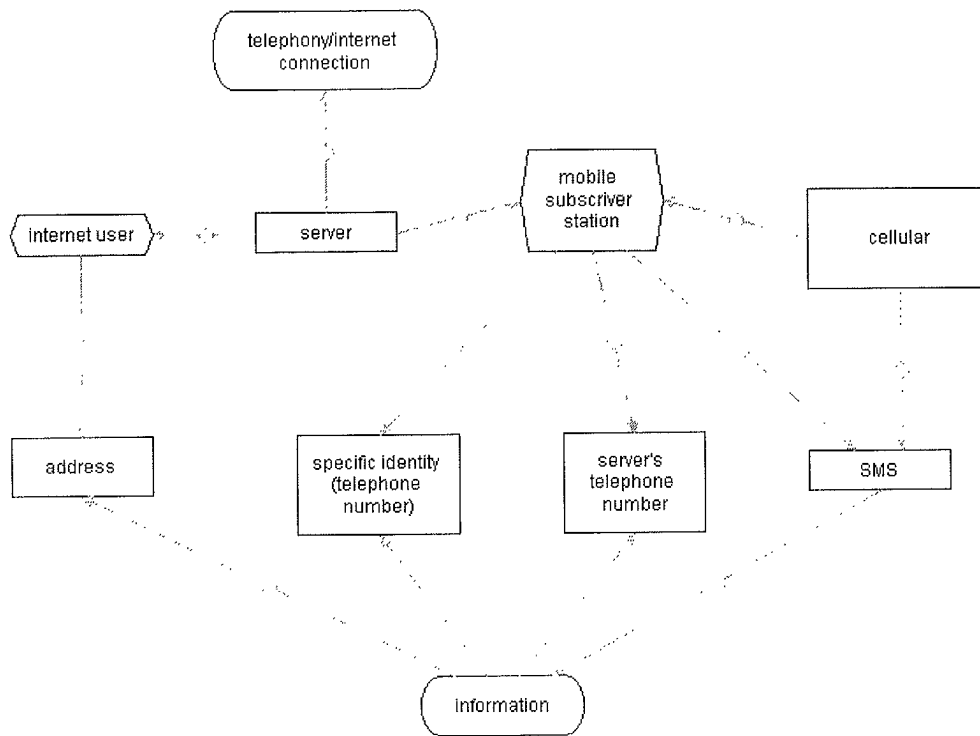 telephony/internet
connection
mobile
subscriver
station
internet user
server
cellular
address
specific identity
(telephone
number)
server's
telephone
number
SMS
information